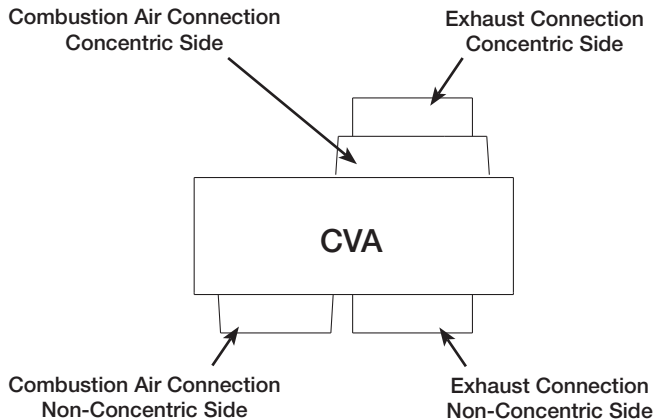 Combustion Air Connection
Concentric Side
Exhaust Connection
Concentric Side
CVA
Combustion Air Connection
Non-Concentric Side
Exhaust Connection
Non-Concentric Side